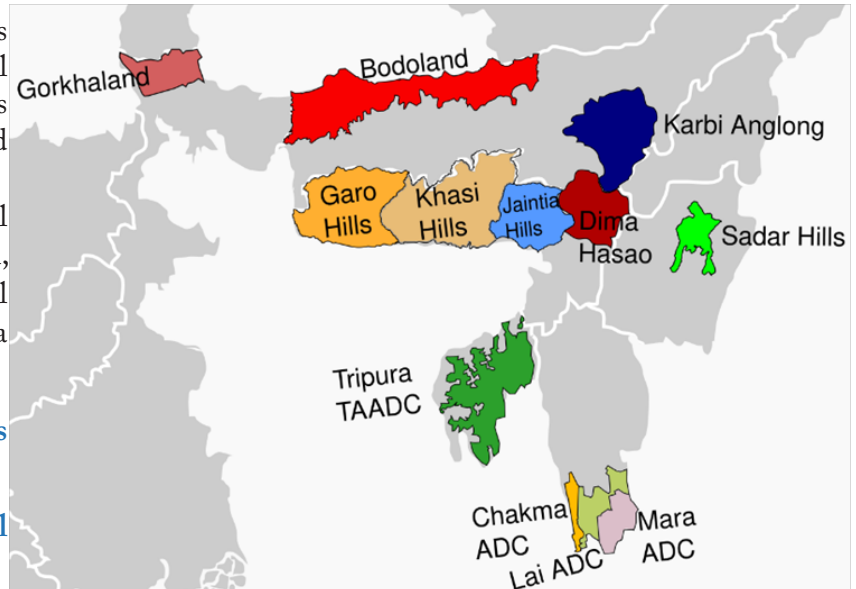 Gorkhaland
Bodoland
Karbi Anglong
Garo
Hills
Khasi
Hills
Jaintia
Hills
Dima
Hasao
Sadar Hills
Tripura
TAADC
Chakma
ADC
Lai ADC
Mara
ADC